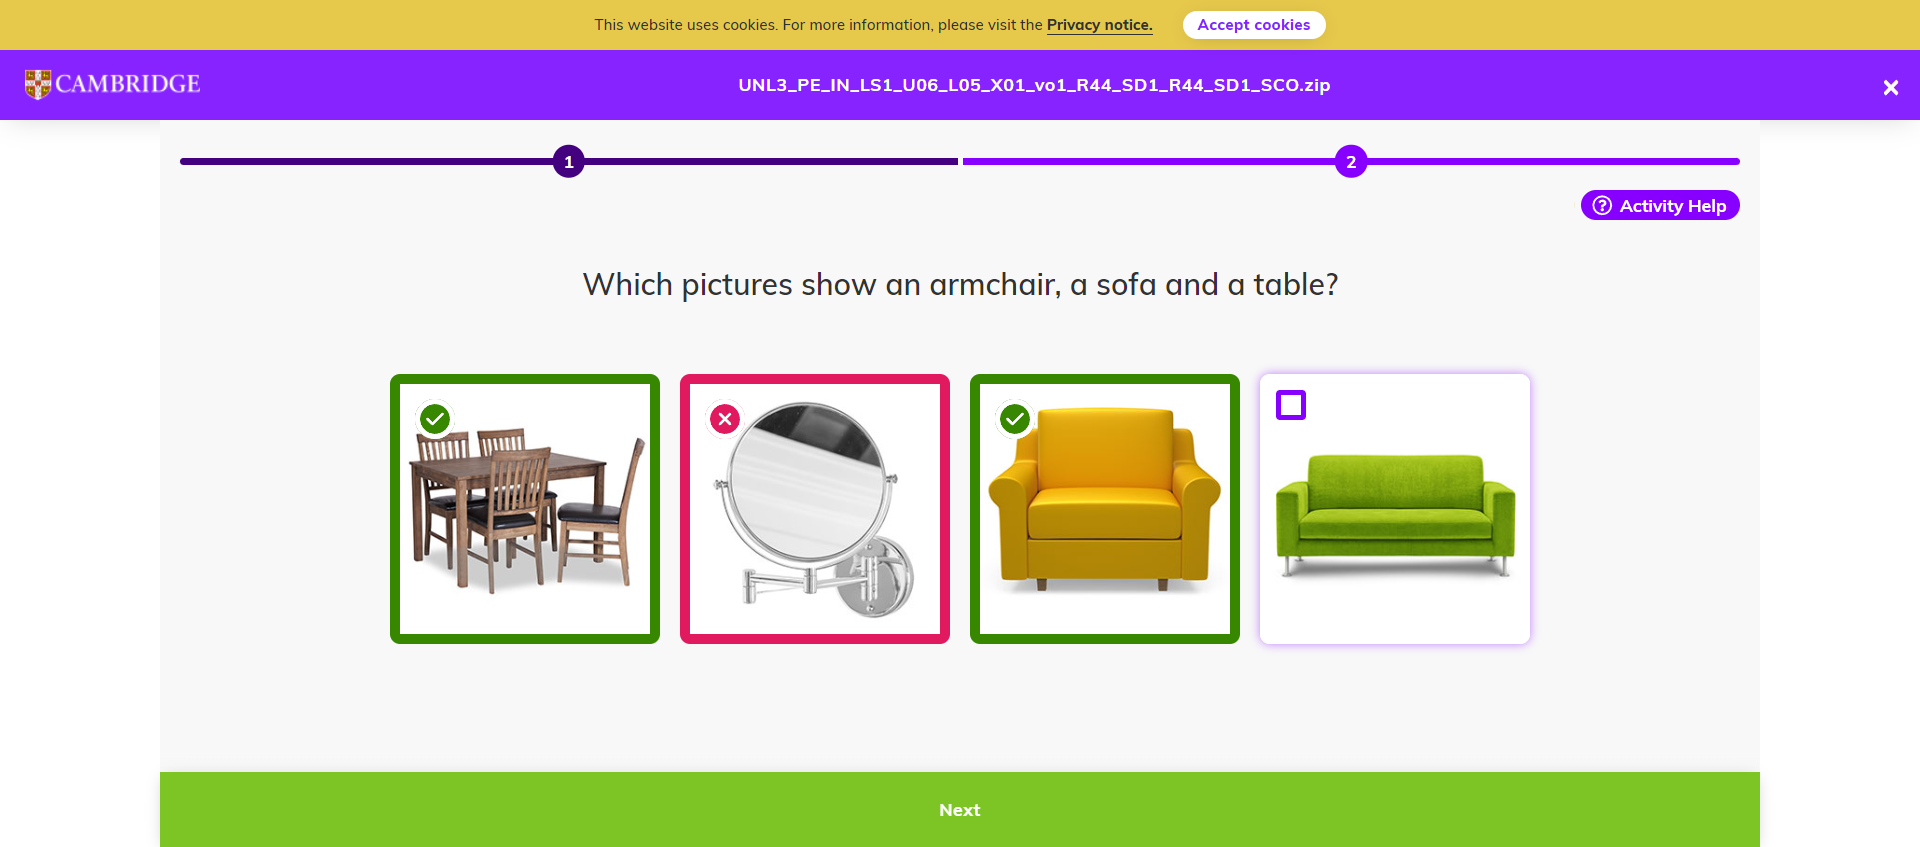 This website uses cookies. For more information, please visit the Privacy notice. Accept cookies
CAMBRIDGE UNL3_PE_IN_LS1_U06_L05_X01_vo1_R44_SD1_R44_SD1_SCO.zip
1 2
Activity Help
Which pictures show an armchair, a sofa and a table?
Next